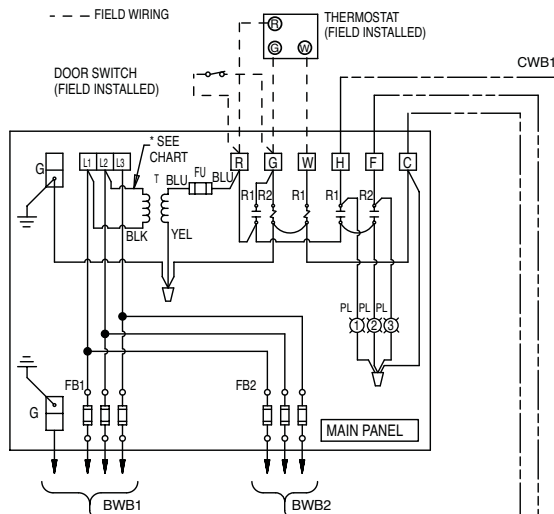 FIELD WIRING
THERMOSTAT
(FIELD INSTALLED)
R
G W
DOOR SWITCH
(FIELD INSTALLED)
CWB1
* SEE
CHART
G
L1 L2 L3
T BLU FU BLU
R G W H F C
R1 R2 R1 R1 R2
BLK YEL
PL PL PL
1 2 3
FB1 FB2
G
MAIN PANEL
BWB1 BWB2